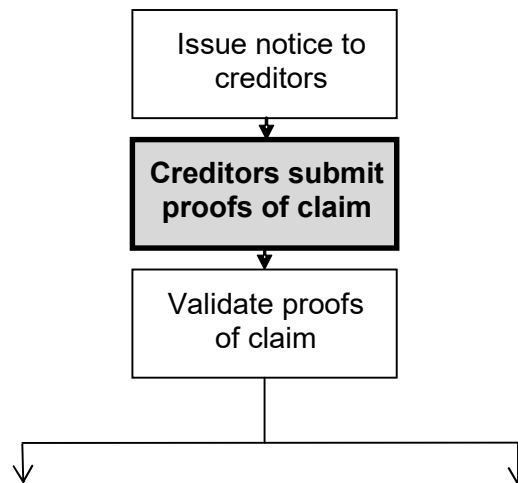 Issue notice to
creditors
Creditors submit
proofs of claim
Validate proofs
of claim